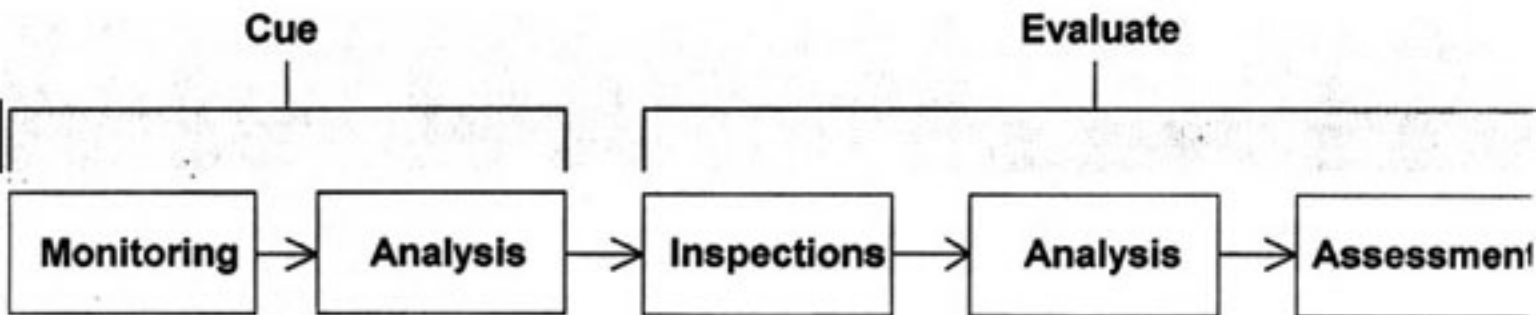 Cue Evaluate
Monitoring Analysis Inspections Analysis Assessment